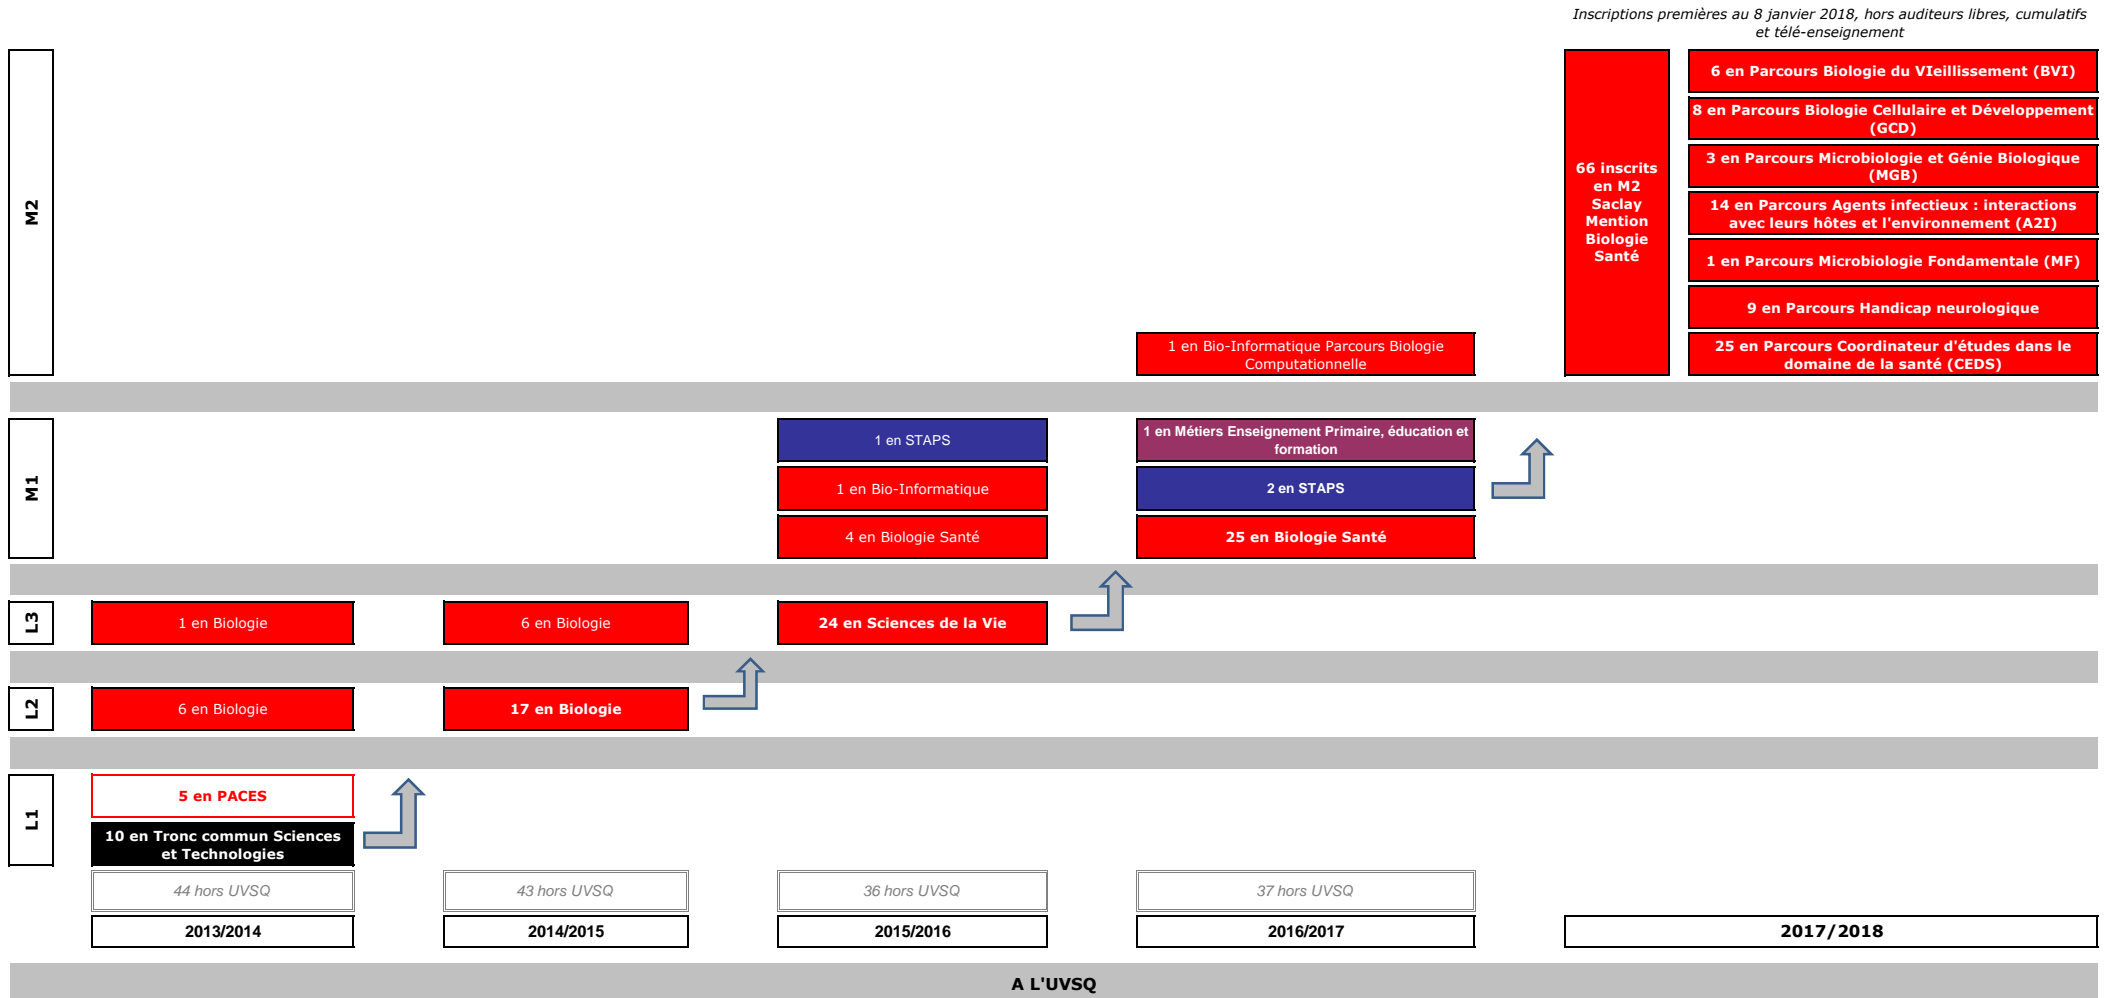 Inscriptions premières au 8 janvier 2018, hors auditeurs libres, cumulatifs
et télé-enseignement
M2
66 inscrits
en M2
Saclay
Mention
Biologie
Santé
6 en Parcours Biologie du VIeillissement (BVI)
8 en Parcours Biologie Cellulaire et Développement
(GCD)
3 en Parcours Microbiologie et Génie Biologique
(MGB)
14 en Parcours Agents infectieux : interactions
avec leurs hôtes et l'environnement (A2I)
1 en Parcours Microbiologie Fondamentale (MF)
9 en Parcours Handicap neurologique
25 en Parcours Coordinateur d'études dans le
domaine de la santé (CEDS)
1 en Bio-Informatique Parcours Biologie
Computationnelle
M1
1 en STAPS
1 en Bio-Informatique
4 en Biologie Santé
1 en Métiers Enseignement Primaire, éducation et
formation
2 en STAPS
25 en Biologie Santé
L3
1 en Biologie
6 en Biologie
24 en Sciences de la Vie
L2
6 en Biologie
17 en Biologie
L1
5 en PACES
10 en Tronc commun Sciences
et Technologies
44 hors UVSQ
43 hors UVSQ
36 hors UVSQ
37 hors UVSQ
2013/2014
2014/2015
2015/2016
2016/2017
2017/2018
A L'UVSQ